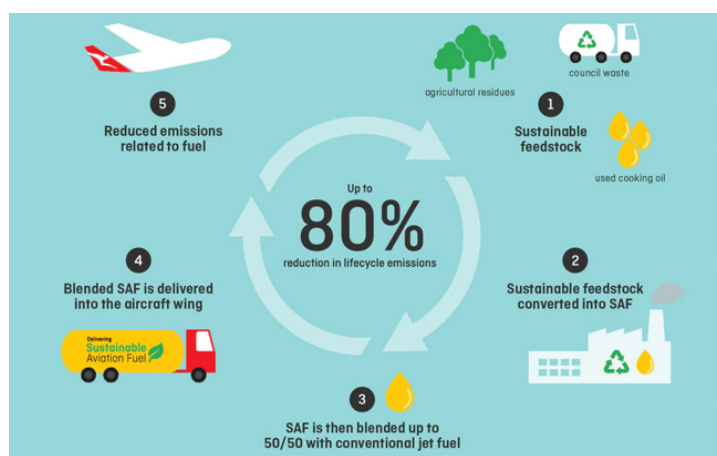 agricultural residues
council waste
1
Sustainable
feedstock
used cooking oil
2
Sustainable feedstock
converted into SAF
3
SAF is then blended up to
50/50 with conventional jet fuel
4
Blended SAF is delivered
into the aircraft wing
Delivering
Sustainable
Aviation Fuel
5
Reduced emissions
related to fuel
Up to
80%
reduction in lifecycle emissions